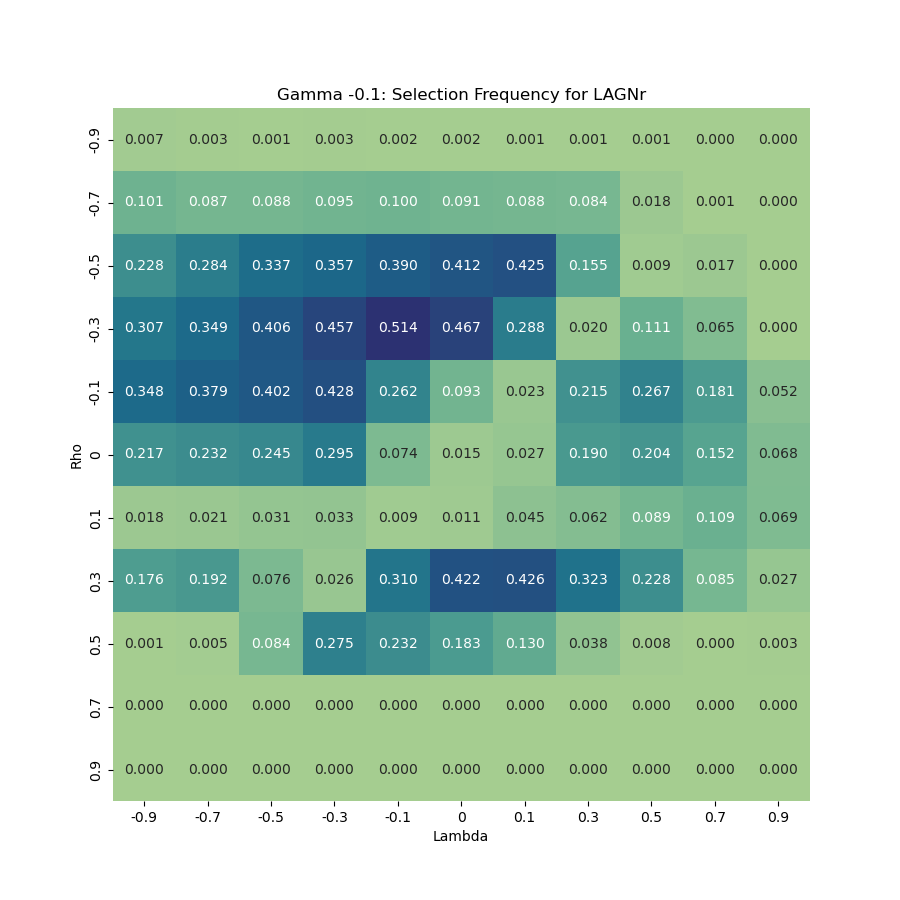 Gamma -0.1: Selection Frequency for LAGNr
-0.9 0.007 0.003 0.001 0.003 0.002 0.002 0.001 0.001 0.001 0.000 0.000
-0.7 0.101 0.087 0.088 0.095 0.100 0.091 0.088 0.084 0.018 0.001 0.000
-0.5 0.228 0.284 0.337 0.357 0.390 0.412 0.425 0.155 0.009 0.017 0.000
-0.3 0.307 0.349 0.406 0.457 0.514 0.467 0.288 0.020 0.111 0.065 0.000
-0.1 0.348 0.379 0.402 0.428 0.262 0.093 0.023 0.215 0.267 0.181 0.052
Rho
0 0.217 0.232 0.245 0.295 0.074 0.015 0.027 0.190 0.204 0.152 0.068
0.1 0.018 0.021 0.031 0.033 0.009 0.011 0.045 0.062 0.089 0.109 0.069
0.3 0.176 0.192 0.076 0.026 0.310 0.422 0.426 0.323 0.228 0.085 0.027
0.5 0.001 0.005 0.084 0.275 0.232 0.183 0.130 0.038 0.008 0.000 0.003
0.7 0.000 0.000 0.000 0.000 0.000 0.000 0.000 0.000 0.000 0.000 0.000
0.9 0.000 0.000 0.000 0.000 0.000 0.000 0.000 0.000 0.000 0.000 0.000
-0.9 -0.7 -0.5 -0.3 -0.1 0 0.1 0.3 0.5 0.7 0.9
Lambda